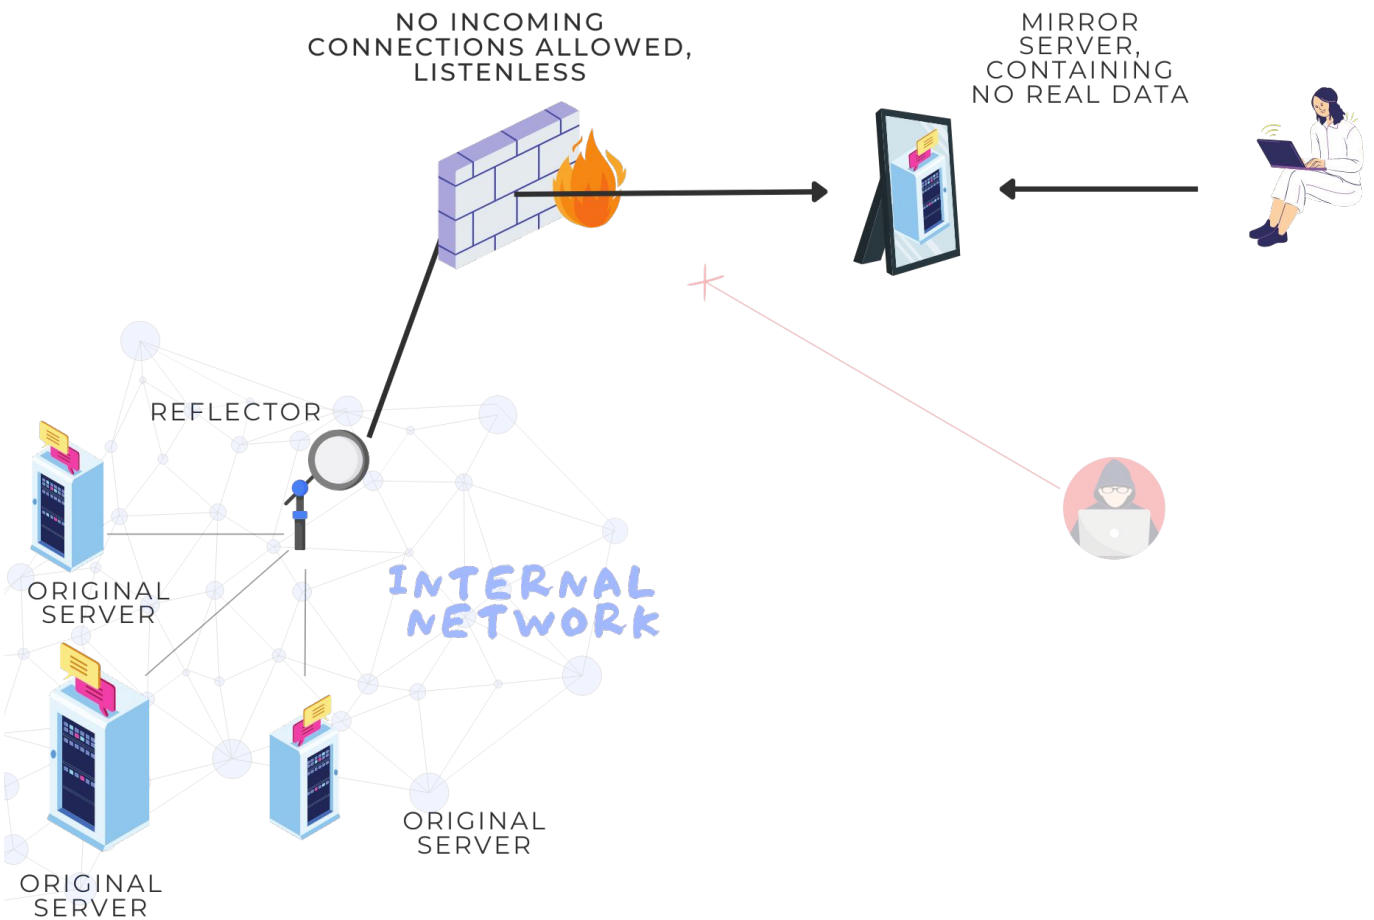 NO INCOMING
CONNECTIONS ALLOWED,
LISTENLESS
MIRROR
SERVER,
CONTAINING
NO REAL DATA
REFLECTOR
ORIGINAL
SERVER
INTERNAL
NETWORK
ORIGINAL
SERVER
ORIGINAL
SERVER